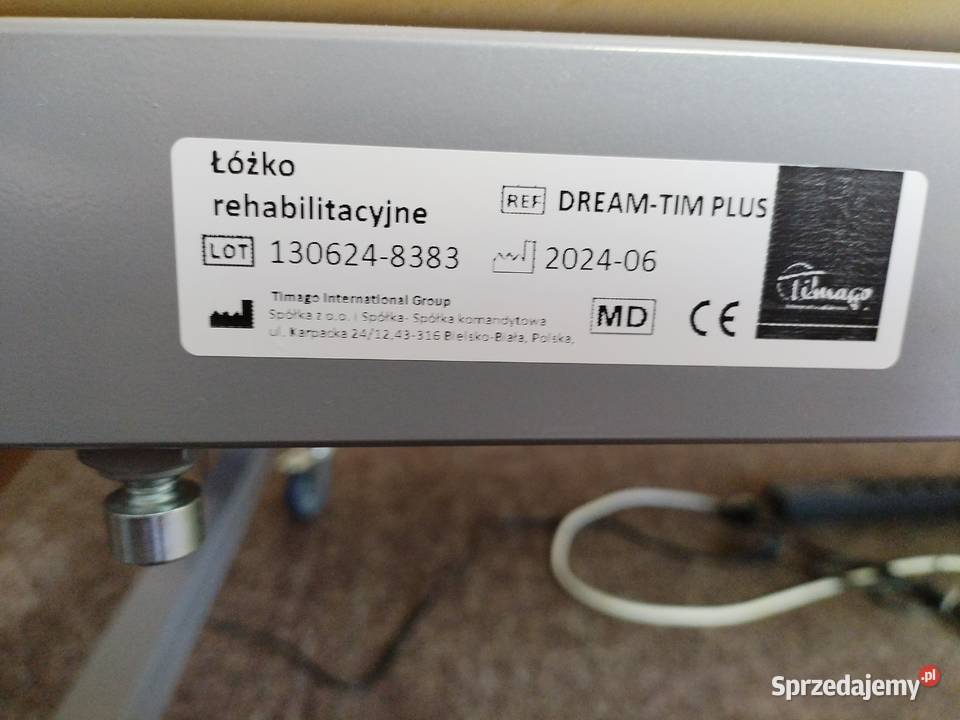 Łóżko
rehabilitacyjne
REF DREAM-TIM PLUS
LOT 130624-8383 2024-06
Timago International Group
Spółka z o.o. i Spółka- Spółka komandytowa
ul. Karpacka 24/12,43-316 Bielsko-Biała, Polska,
MD CE
Timago
Sprzedajemy.pl